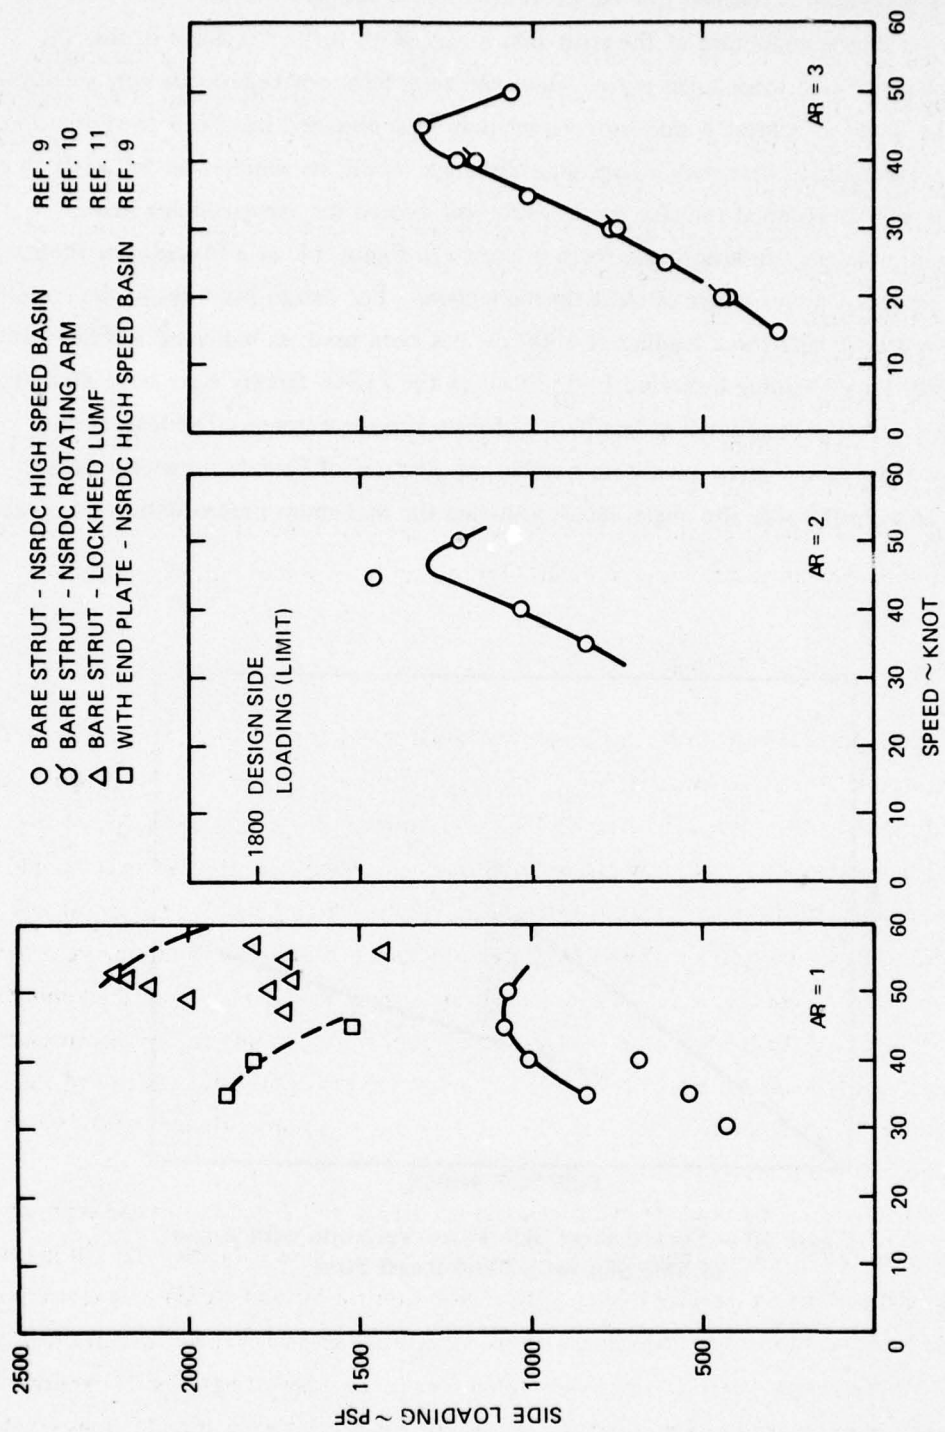 ○ BARE STRUT - NSRDC HIGH SPEED BASIN REF. 9
BARE STRUT - NSRDC ROTATING ARM REF. 10
△ BARE STRUT - LOCKHEED LUMF REF. 11
□ WITH END PLATE - NSRDC HIGH SPEED BASIN REF. 9
SIDE LOADING ~ PSF
2500
2000
1500
1000
500
0 10 20 30 40 50 60
AR = 1
1800 DESIGN SIDE
LOADING (LIMIT)
0 10 20 30 40 50 60
AR = 2
0 10 20 30 40 50 60
AR = 3
SPEED ~ KNOT